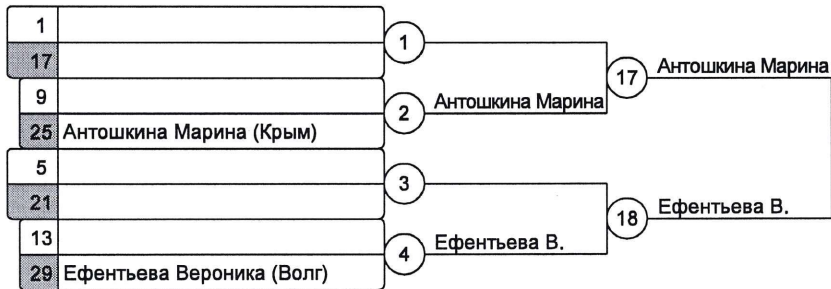 1
1
17
17 Антошкина Марина
9
2 Антошкина Марина
25 Антошкина Марина (Крым)
5
3
21
18 Ефентьева В.
13
4 Ефентьева В.
29 Ефентьева Вероника (Волг)